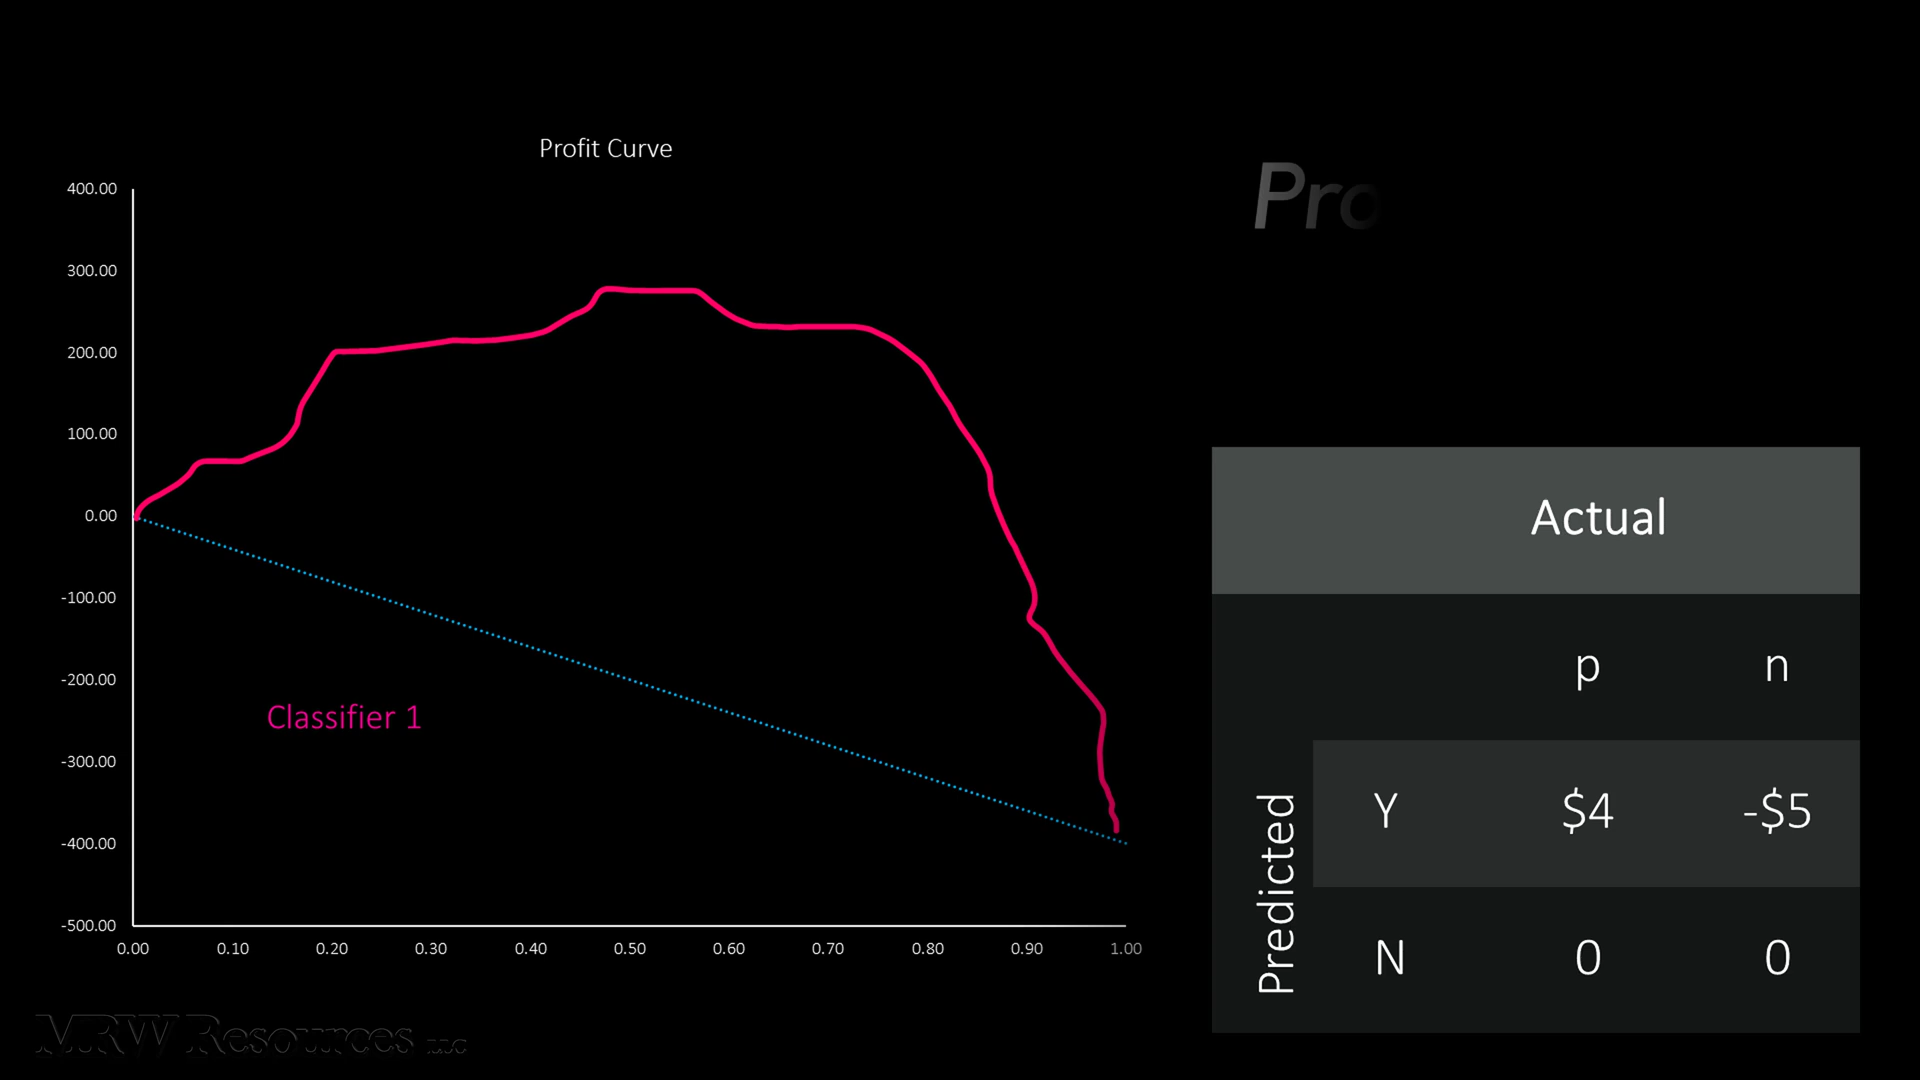 Profit Curve
Pro
400.00
300.00
200.00
100.00
0.00
-100.00
-200.00
-300.00
-400.00
-500.00
0.00 0.10 0.20 0.30 0.40 0.50 0.60 0.70 0.80 0.90 1.00
Classifier 1
Actual
p n
Predicted
Y $4 -$5
N 0 0
MRW Resources LLC